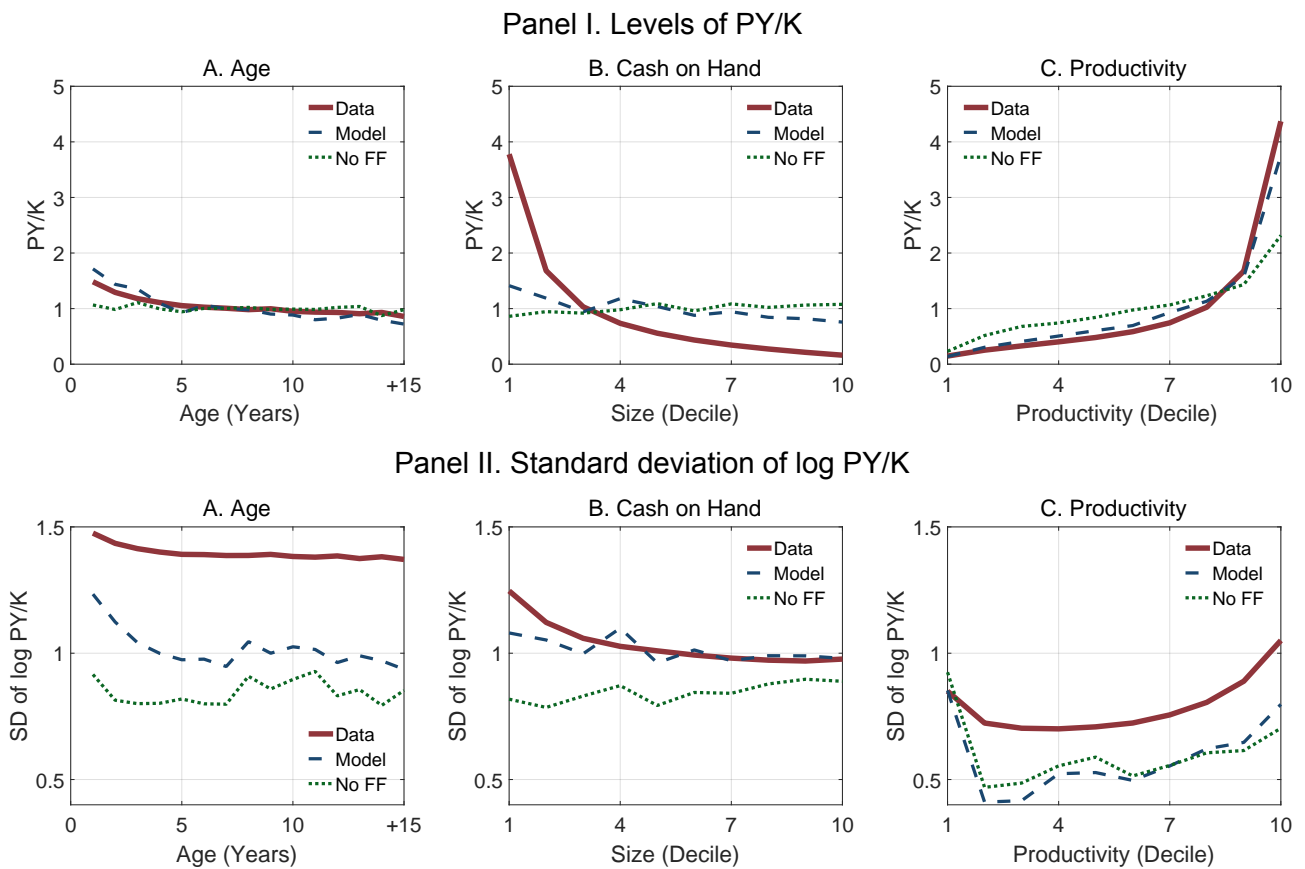 Panel I. Levels of PY/K
A. Age
PY/K
5
4
3
2
1
0
Data
Model
No FF
0
5
10
+15
Age (Years)
B. Cash on Hand
PY/K
5
4
3
2
1
0
Data
Model
No FF
1
4
7
10
Size (Decile)
C. Productivity
PY/K
5
4
3
2
1
0
Data
Model
No FF
1
4
7
10
Productivity (Decile)
Panel II. Standard deviation of log PY/K
A. Age
SD of log PY/K
1.5
1
0.5
Data
Model
No FF
0
5
10
+15
Age (Years)
B. Cash on Hand
SD of log PY/K
1.5
1
0.5
Data
Model
No FF
1
4
7
10
Size (Decile)
C. Productivity
SD of log PY/K
1.5
1
0.5
Data
Model
No FF
1
4
7
10
Productivity (Decile)